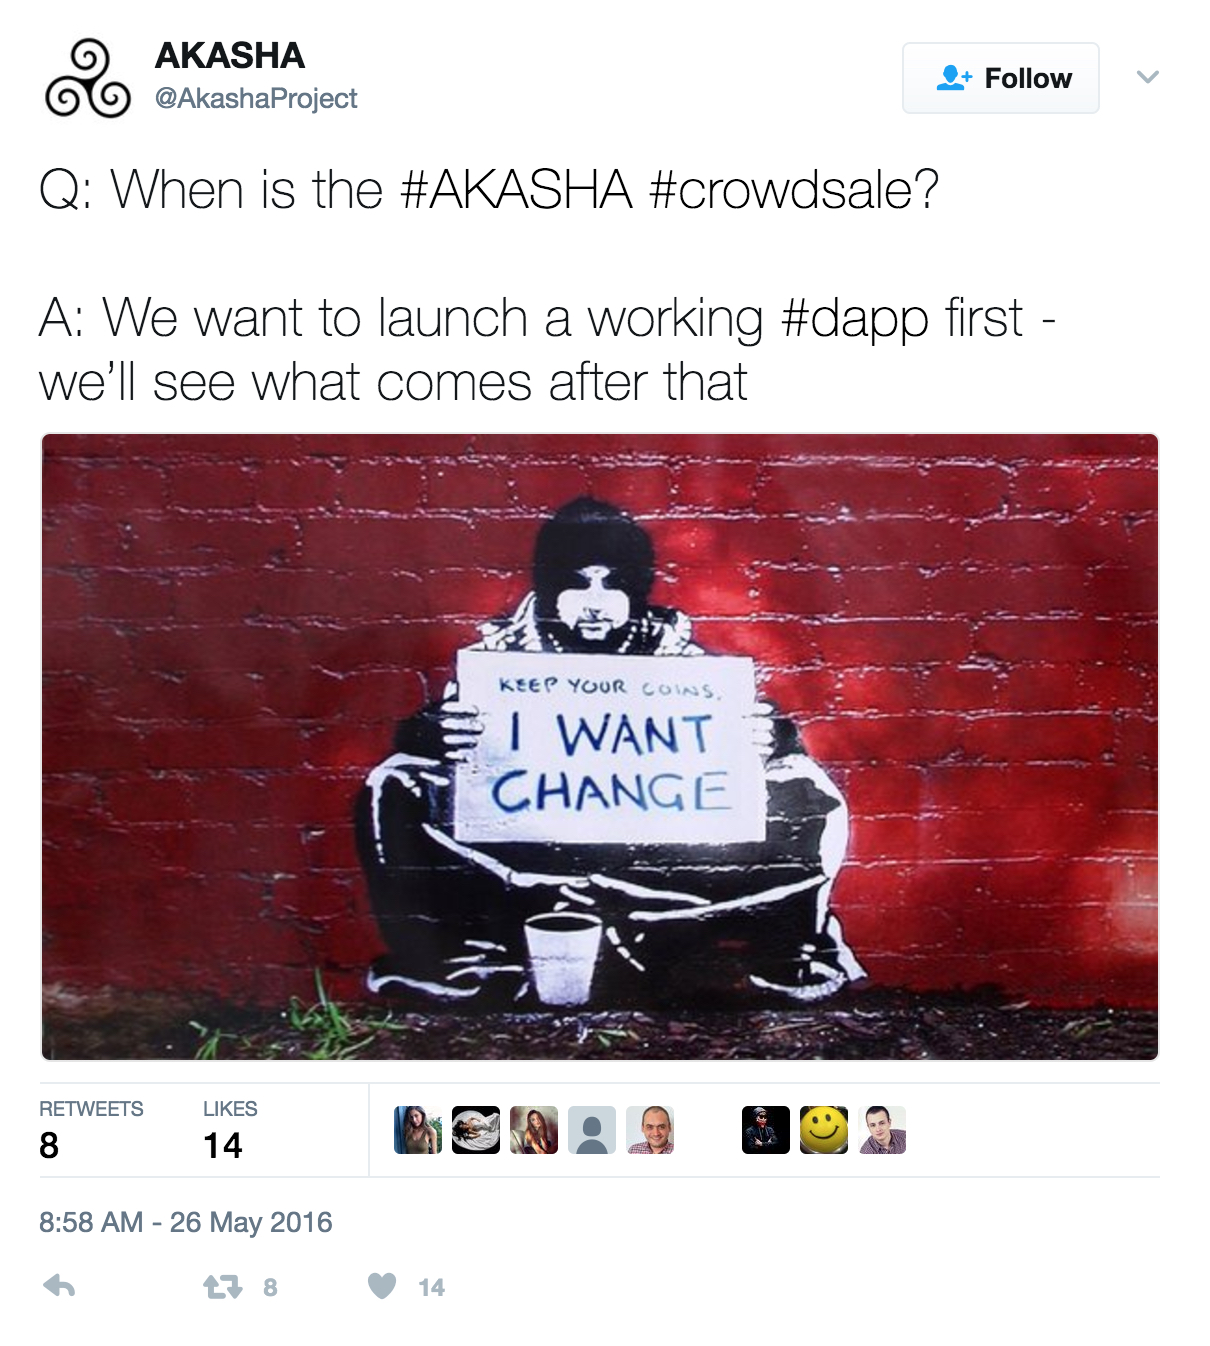 AKASHA
@AkashaProject
Follow
Q: When is the #AKASHA #crowdsale?
A: We want to launch a working #dapp first -
we’ll see what comes after that
KEEP YOUR COINS.
I WANT
CHANGE
RETWEETS
8
LIKES
14
8:58 AM - 26 May 2016
8
14